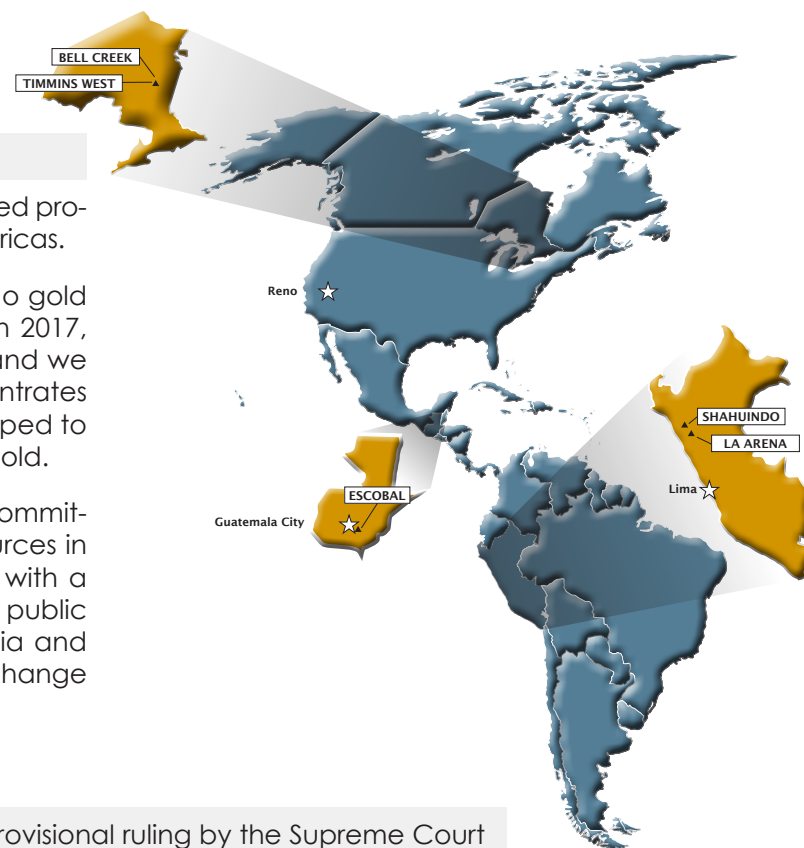 BELL CREEK
TIMMINS WEST
ed pro-
ricas.
o gold
n 2017,
and we
ntrates
ped to
old.
ommit-
urces in
with a
public
ia and
hange
Reno
SHAHUINDO
LA ARENA
Lima
ESCOBAL
Guatemala City
rovisional ruling by the Supreme Court